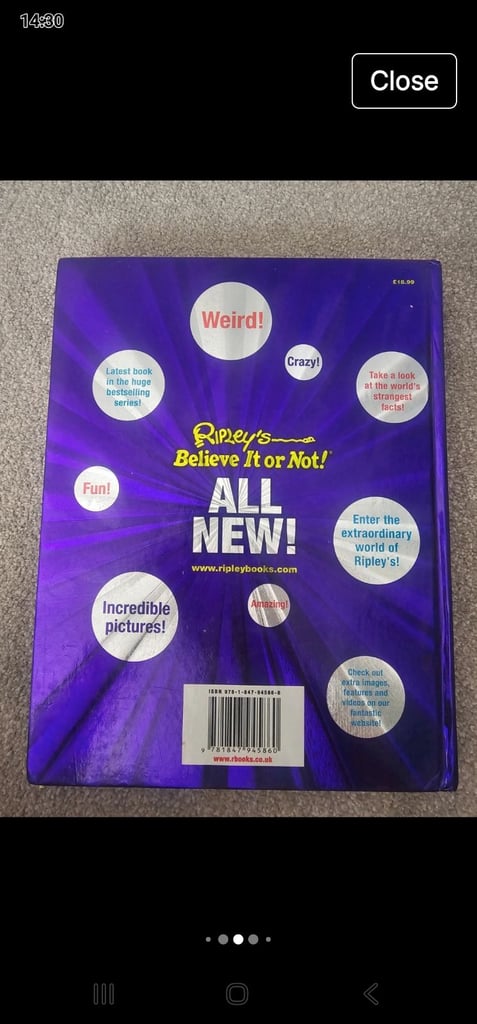 14:30
Close
£18.99
Weird!
Crazy!
Latest book
in the huge
bestselling
series!
Take a look
at the world's
strangest
facts!
Ripley's
Believe It or Not!®
Fun!
ALL
NEW!
Enter the
extraordinary
world of
Ripley's!
www.ripleybooks.com
Incredible
pictures!
Amazing!
Check out
extra images,
features and
videos on our
fantastic
website!
ISBN 978-1-847-94586-0
9 781847 945860
www.rbooks.co.uk